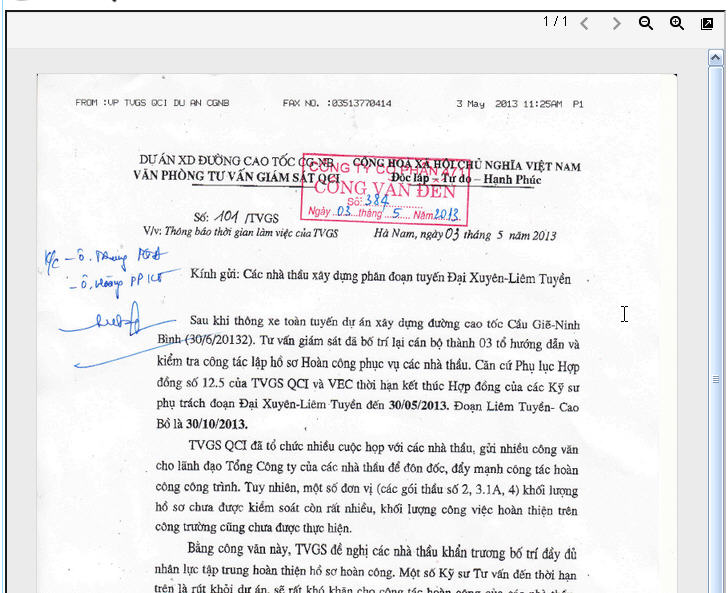 1 / 1
FROM :VP TVGS QCI DU AN CGNB FAX NO. :03513770414 3 May 2013 11:25AM P1
DỰ ÁN XD ĐƯỜNG CAO TỐC CG-NB CỘNG HOÀ XÃ HỘI CHỦ NGHĨA VIỆT NAM
VĂN PHÒNG TƯ VẤN GIÁM SÁT QCI Độc lập – Tự do – Hạnh Phúc
CÔNG TY CỔ PHẦN 471
CÔNG VĂN ĐẾN
Số: 384
Ngày 03 tháng 5 Năm 2013
Số: 101 /TVGS
V/v: Thông báo thời gian làm việc của TVGS Hà Nam, ngày 03 tháng 5 năm 2013
K/c – Ô.
– Ô. Hoàng
Kính gửi: Các nhà thầu xây dựng phân đoạn tuyến Đại Xuyên-Liêm Tuyền
Sau khi thông xe toàn tuyến dự án xây dựng đường cao tốc Cầu Giẽ-Ninh
Bình (30/6/20132). Tư vấn giám sát đã bố trí lại cán bộ thành 03 tổ hướng dẫn và
kiểm tra công tác lập hồ sơ Hoàn công phục vụ các nhà thầu. Căn cứ Phụ lục Hợp
đồng số 12.5 của TVGS QCI và VEC thời hạn kết thúc Hợp đồng của các Kỹ sư
phụ trách đoạn Đại Xuyên-Liêm Tuyền đến 30/05/2013. Đoạn Liêm Tuyền- Cao
Bồ là 30/10/2013.
TVGS QCI đã tổ chức nhiều cuộc họp với các nhà thầu, gửi nhiều công văn
cho lãnh đạo Tổng Công ty của các nhà thầu để đôn đốc, đẩy mạnh công tác hoàn
công công trình. Tuy nhiên, một số đơn vị (các gói thầu số 2, 3.1A, 4) khối lượng
hồ sơ chưa được kiểm soát còn rất nhiều, khối lượng công việc hoàn thiện trên
công trường cũng chưa được thực hiện.
Bằng công văn này, TVGS đề nghị các nhà thầu khẩn trương bố trí đầy đủ
nhân lực tập trung hoàn thiện hồ sơ hoàn công. Một số Kỹ sư Tư vấn đến thời hạn
trên là rút khỏi dự án, sẽ rất khó khăn cho công tác hoàn công của các nhà thầu